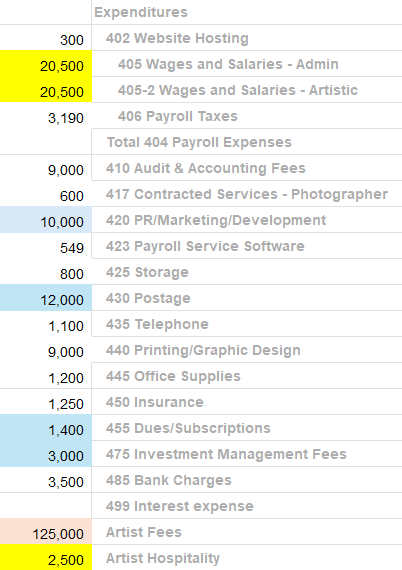 Expenditures
300 402 Website Hosting
20,500 405 Wages and Salaries - Admin
20,500 405-2 Wages and Salaries - Artistic
3,190 406 Payroll Taxes
Total 404 Payroll Expenses
9,000 410 Audit & Accounting Fees
600 417 Contracted Services - Photographer
10,000 420 PR/Marketing/Development
549 423 Payroll Service Software
800 425 Storage
12,000 430 Postage
1,100 435 Telephone
9,000 440 Printing/Graphic Design
1,200 445 Office Supplies
1,250 450 Insurance
1,400 455 Dues/Subscriptions
3,000 475 Investment Management Fees
3,500 485 Bank Charges
499 Interest expense
125,000 Artist Fees
2,500 Artist Hospitality